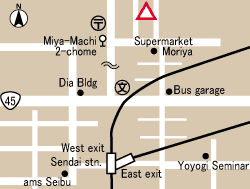 N
〒
Miya-Machi
2-chome
Supermarket
Moriya
Dia Bldg
文
Bus garage
45
West exit
Sendai stn.
East exit
Yoyogi Seminar
ams Seibu